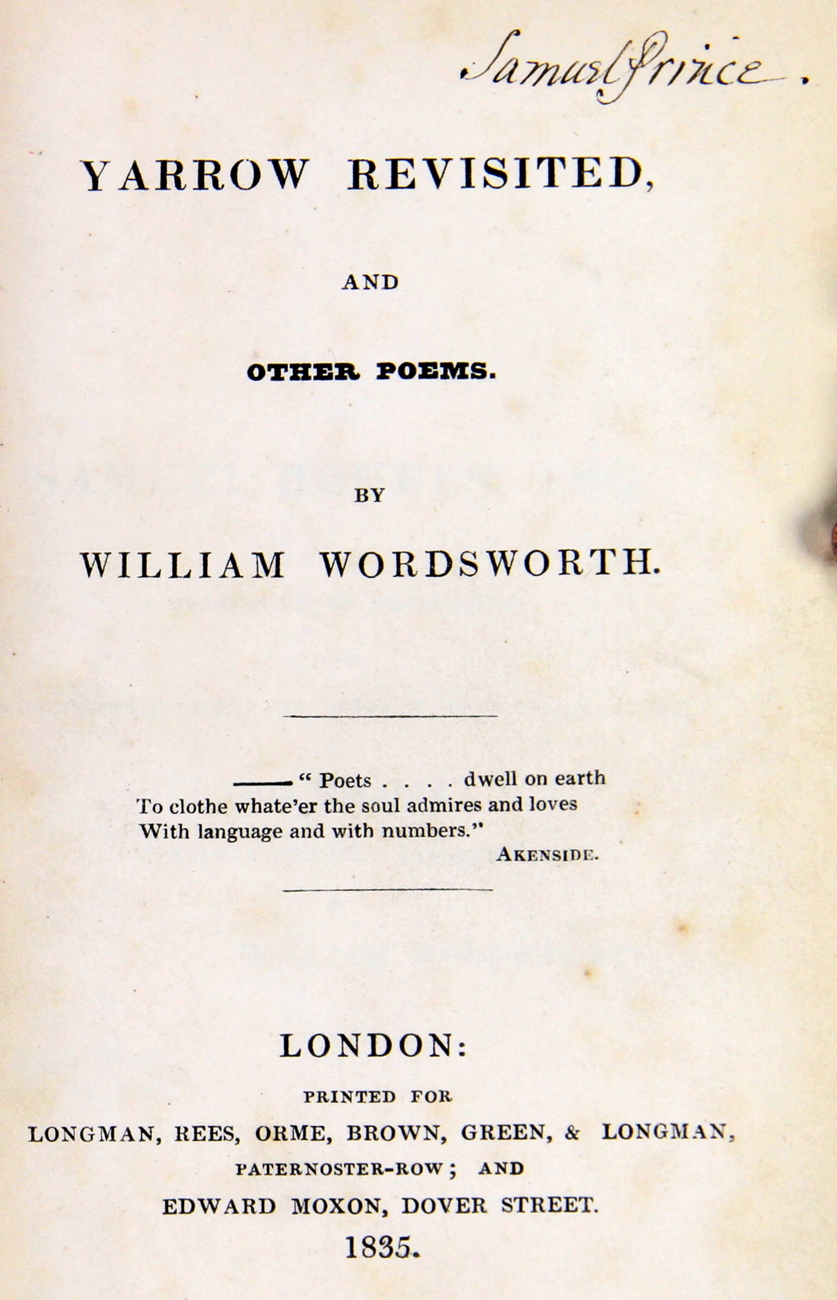 Samuel Prince.
YARROW REVISITED,
AND
OTHER POEMS.
BY
WILLIAM WORDSWORTH.
—— “ Poets . . . . dwell on earth
To clothe whate'er the soul admires and loves
With language and with numbers.”
AKENSIDE.
LONDON:
PRINTED FOR
LONGMAN, REES, ORME, BROWN, GREEN, & LONGMAN,
PATERNOSTER-ROW; AND
EDWARD MOXON, DOVER STREET.
1835.